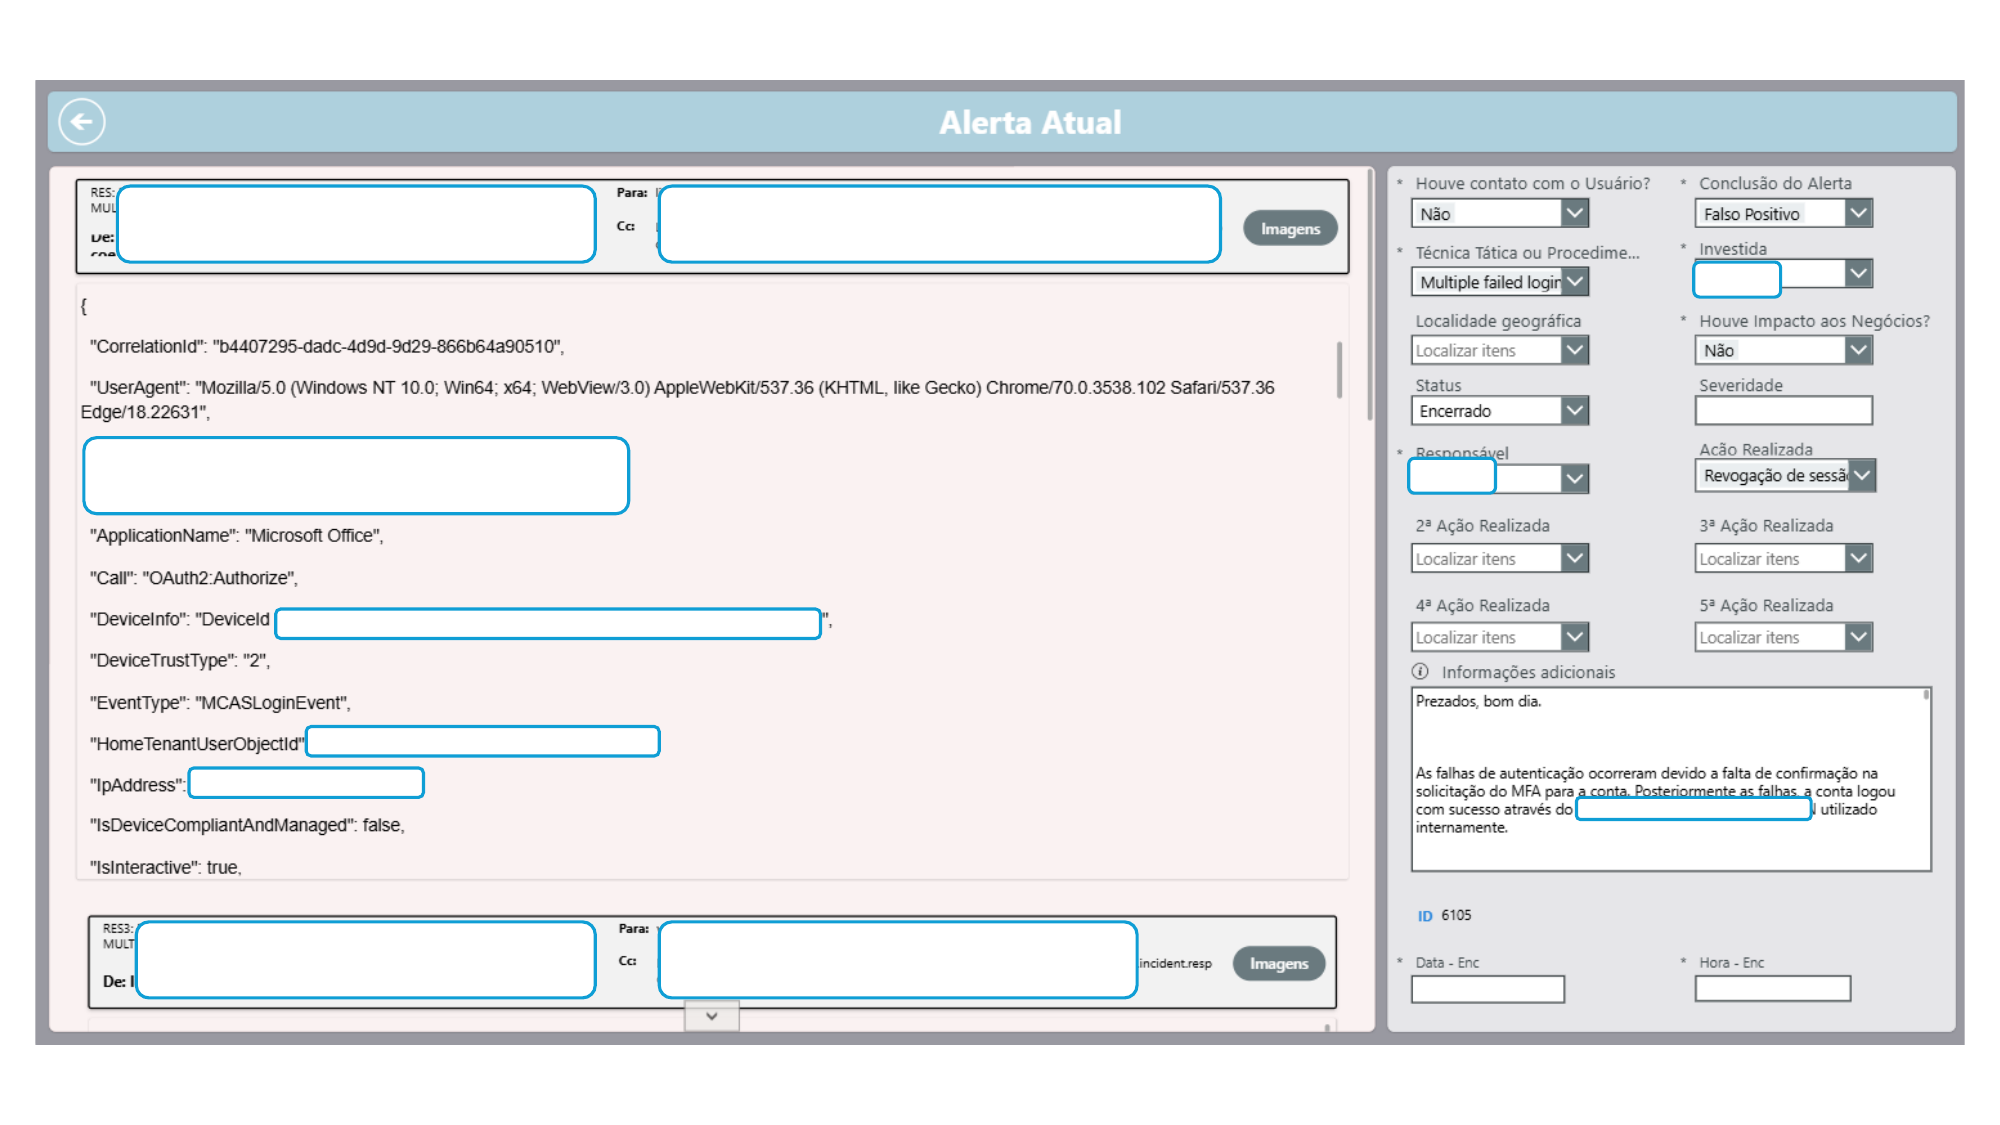 Alerta Atual
RES:
MUL
De:
Para:
Cc:
Imagens
{
"CorrelationId": "b4407295-dadc-4d9d-9d29-866b64a90510",
"UserAgent": "Mozilla/5.0 (Windows NT 10.0; Win64; x64; WebView/3.0) AppleWebKit/537.36 (KHTML, like Gecko) Chrome/70.0.3538.102 Safari/537.36
Edge/18.22631",
"ApplicationName": "Microsoft Office",
"Call": "OAuth2:Authorize",
"DeviceInfo": "DeviceId ",
"DeviceTrustType": "2",
"EventType": "MCASLoginEvent",
"HomeTenantUserObjectId"
"IpAddress":
"IsDeviceCompliantAndManaged": false,
"IsInteractive": true,
RES3:
MULT
De: I
Para:
Cc:
incident.resp
Imagens
* Houve contato com o Usuário?
Não
* Conclusão do Alerta
Falso Positivo
* Técnica Tática ou Procedime...
Multiple failed login
* Investida
Localidade geográfica
Localizar itens
* Houve Impacto aos Negócios?
Não
Status
Encerrado
Severidade
* Responsável
Acão Realizada
Revogação de sessã
2ª Ação Realizada
Localizar itens
3ª Ação Realizada
Localizar itens
4ª Ação Realizada
Localizar itens
5ª Ação Realizada
Localizar itens
Informações adicionais
Prezados, bom dia.
As falhas de autenticação ocorreram devido a falta de confirmação na
solicitação do MFA para a conta. Posteriormente as falhas, a conta logou
com sucesso através do utilizado
internamente.
ID 6105
* Data - Enc
* Hora - Enc